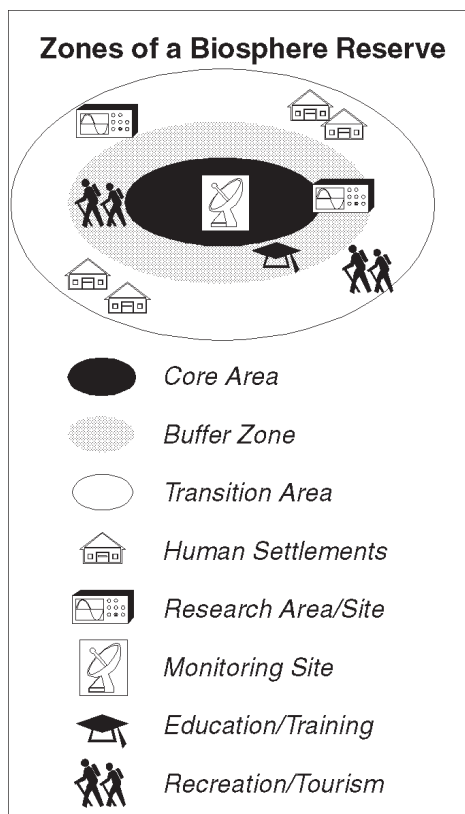 Zones of a Biosphere Reserve
Core Area
Buffer Zone
Transition Area
Human Settlements
Research Area/Site
Monitoring Site
Education/Training
Recreation/Tourism